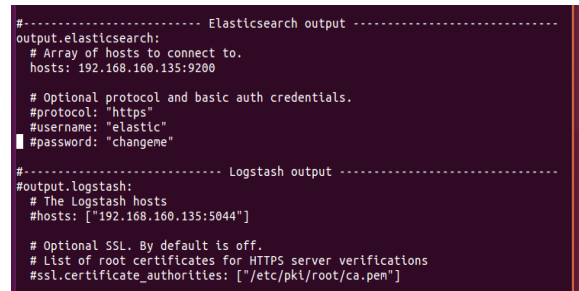 #-------------------------- Elasticsearch output ------------------------------
output.elasticsearch:
# Array of hosts to connect to.
hosts: 192.168.160.135:9200
# Optional protocol and basic auth credentials.
#protocol: "https"
#username: "elastic"
#password: "changeme"
#----------------------------- Logstash output --------------------------------
#output.logstash:
# The Logstash hosts
#hosts: ["192.168.160.135:5044"]
# Optional SSL. By default is off.
# List of root certificates for HTTPS server verifications
#ssl.certificate_authorities: ["/etc/pki/root/ca.pem"]